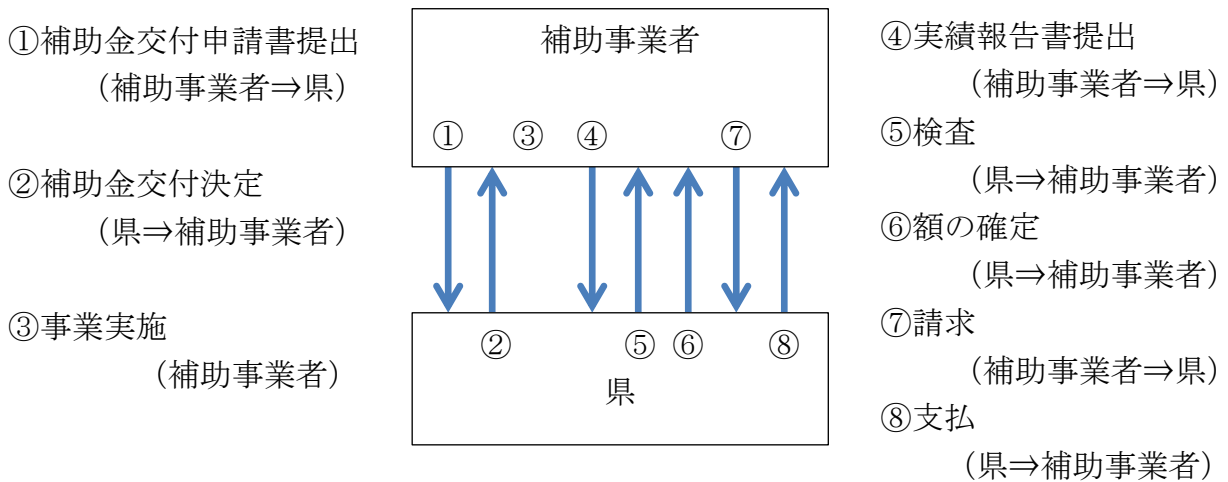 ①補助金交付申請書提出
（補助事業者⇒県）
②補助金交付決定
（県⇒補助事業者）
③事業実施
（補助事業者）
補助事業者
① ③ ④ ⑦
② ⑤ ⑥ ⑧
県
④実績報告書提出
（補助事業者⇒県）
⑤検査
（県⇒補助事業者）
⑥額の確定
（県⇒補助事業者）
⑦請求
（補助事業者⇒県）
⑧支払
（県⇒補助事業者）